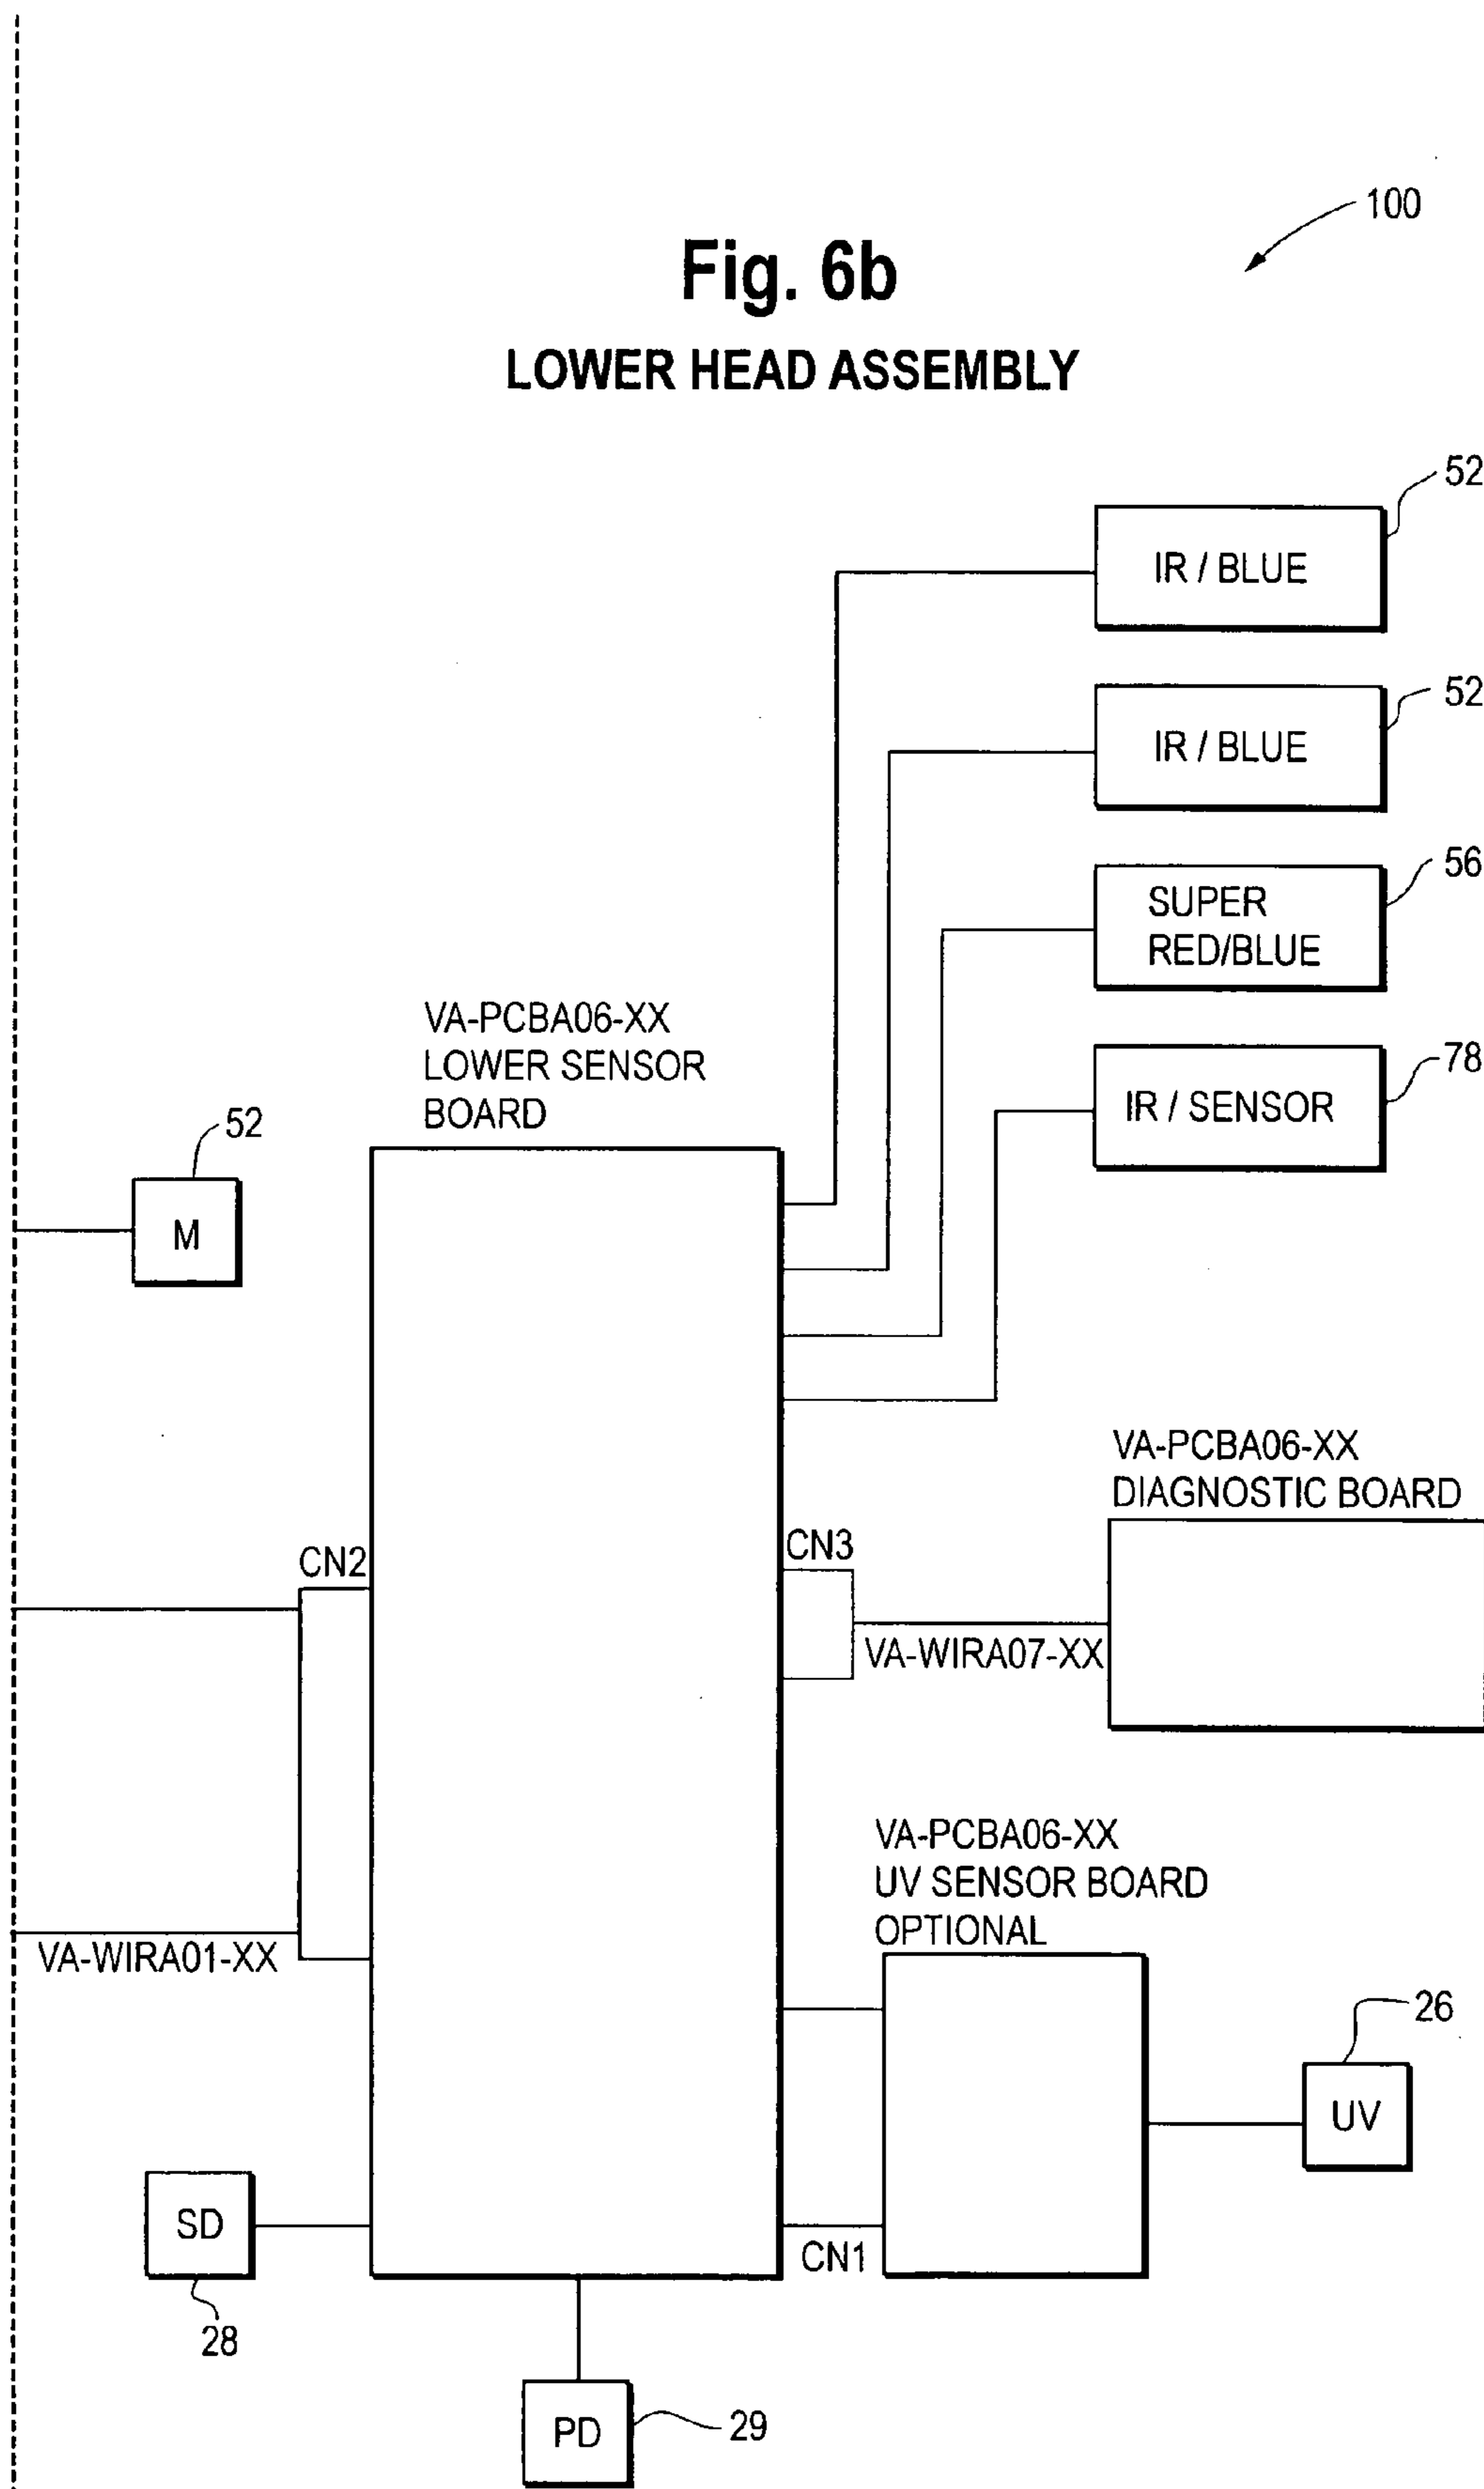 100
Fig. 6b
LOWER HEAD ASSEMBLY
52
IR / BLUE
52
IR / BLUE
56
SUPER
RED/BLUE
78
IR / SENSOR
VA-PCBA06-XX
LOWER SENSOR
BOARD
52
M
VA-PCBA06-XX
DIAGNOSTIC BOARD
CN2
CN3
VA-WIRA07-XX
VA-PCBA06-XX
UV SENSOR BOARD
OPTIONAL
VA-WIRA01-XX
26
UV
SD
CN1
28
PD
29